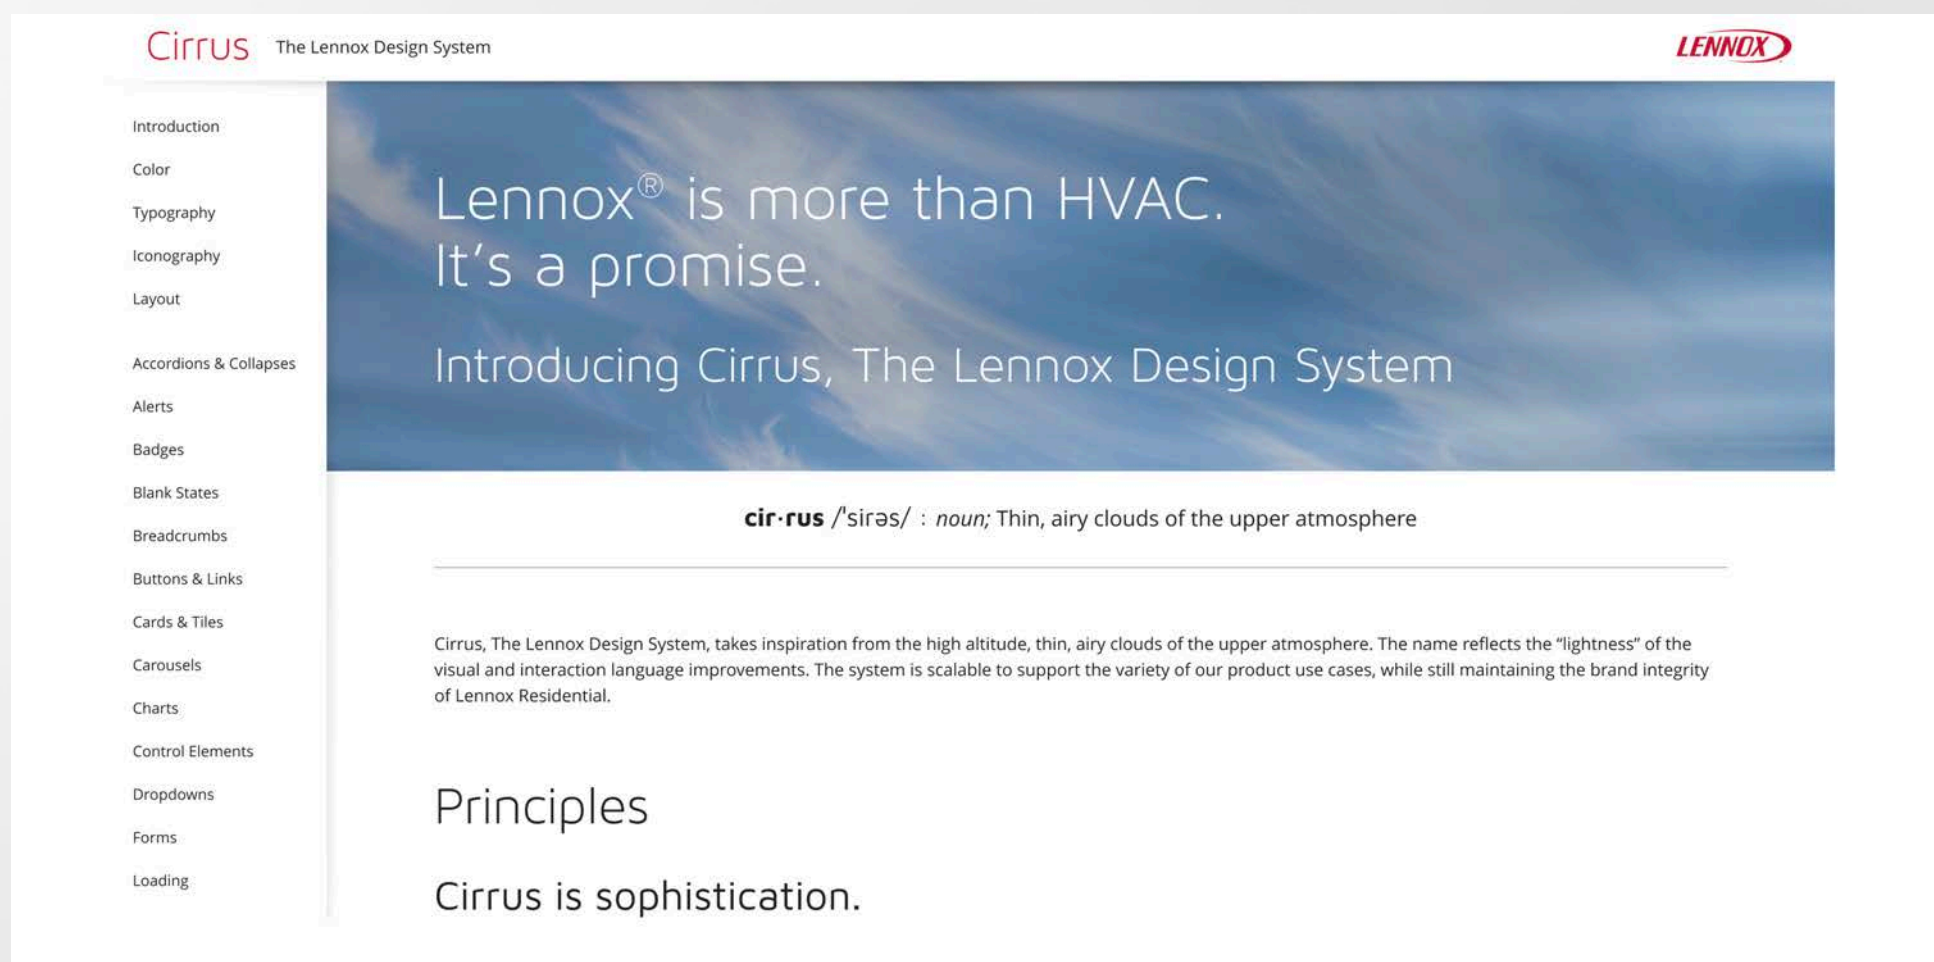 Cirrus The Lennox Design System
LENNOX
Introduction
Color
Typography
Iconography
Layout
Accordions & Collapses
Alerts
Badges
Blank States
Breadcrumbs
Buttons & Links
Cards & Tiles
Carousels
Charts
Control Elements
Dropdowns
Forms
Loading
Lennox® is more than HVAC.
It’s a promise.
Introducing Cirrus, The Lennox Design System
cir·rus /ˈsirəs/ : noun; Thin, airy clouds of the upper atmosphere
Cirrus, The Lennox Design System, takes inspiration from the high altitude, thin, airy clouds of the upper atmosphere. The name reflects the “lightness” of the
visual and interaction language improvements. The system is scalable to support the variety of our product use cases, while still maintaining the brand integrity
of Lennox Residential.
Principles
Cirrus is sophistication.